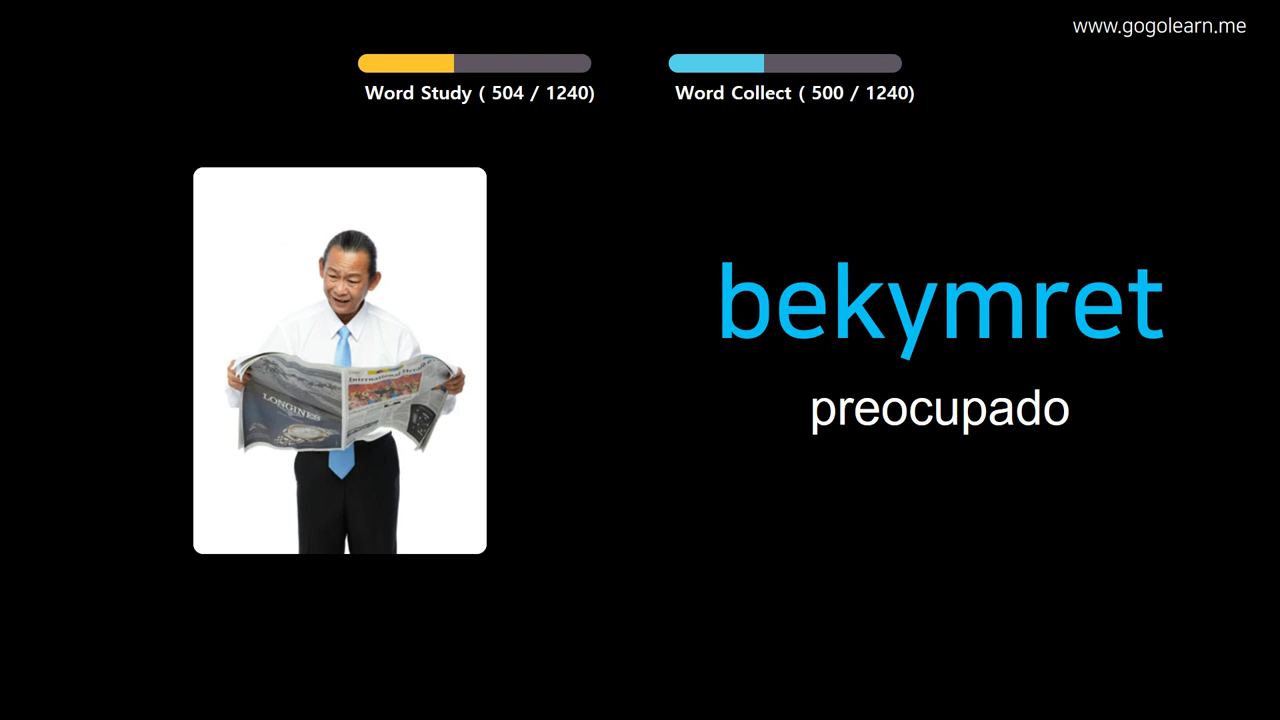 www.gogolearn.me
Word Study ( 504 / 1240)
Word Collect ( 500 / 1240)
bekymret
preocupado
LONGINES
International Herald